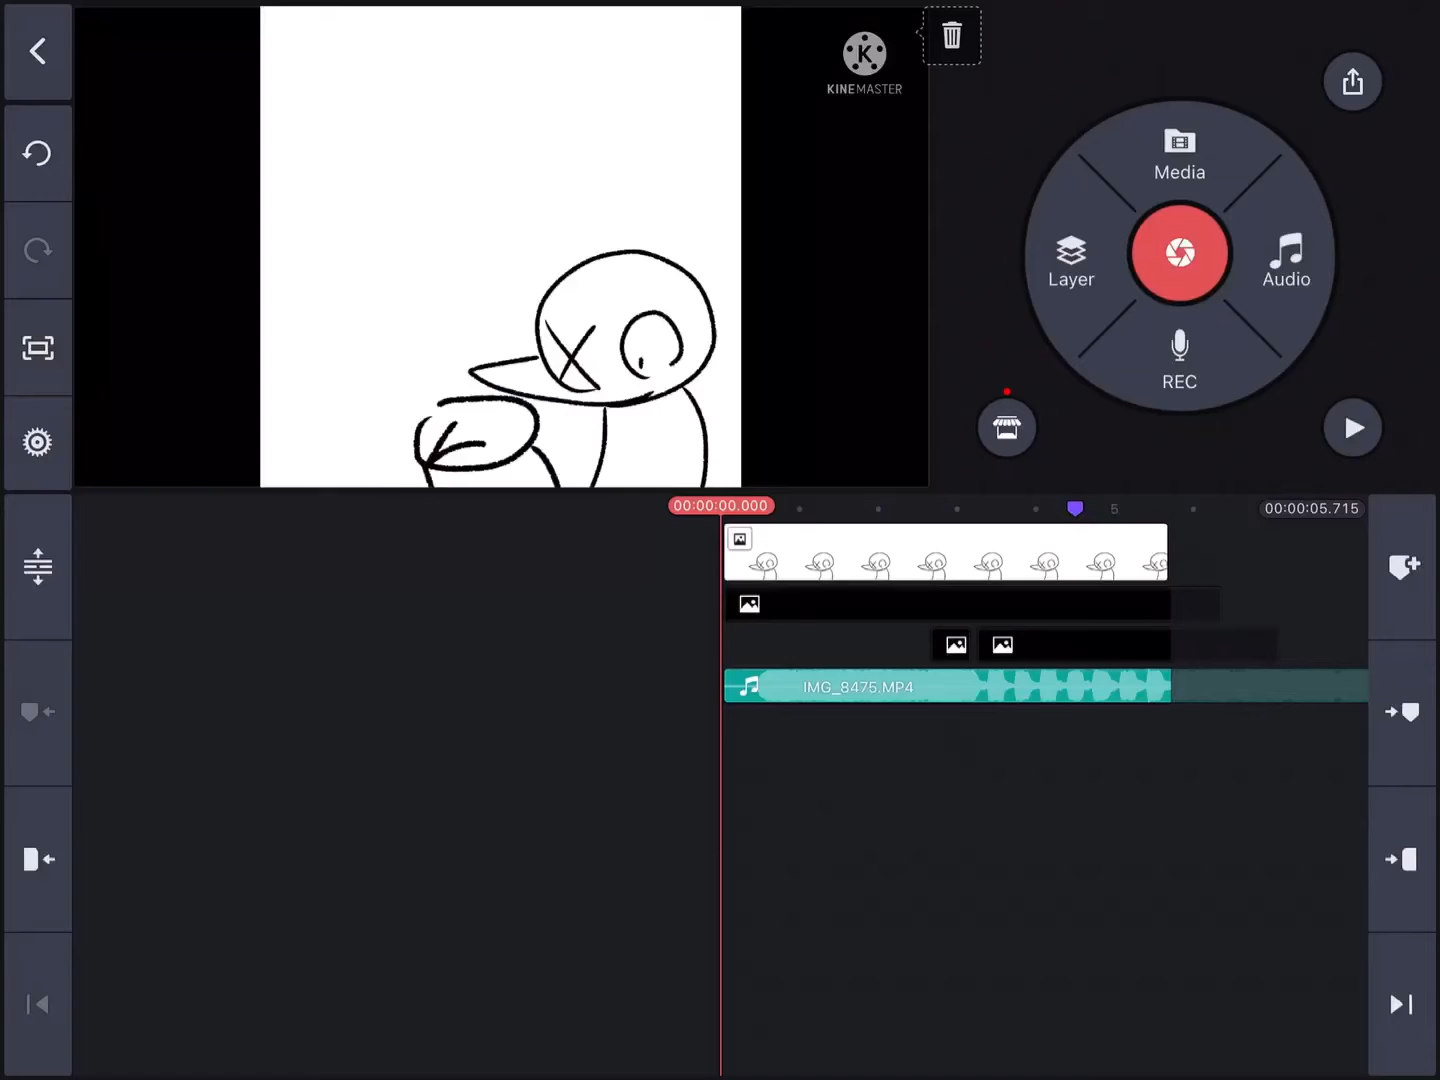 K
KINEMASTER
Media
Layer
Audio
REC
00:00:00.000
5
00:00:05.715
IMG_8475.MP4